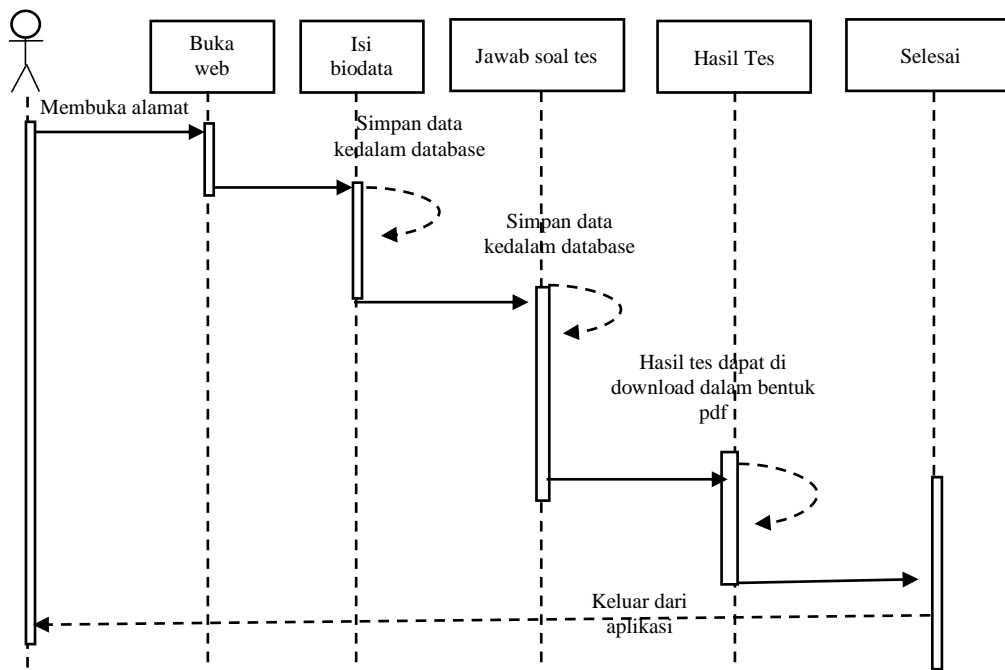 Buka
web
Isi
biodata
Jawab soal tes
Hasil Tes
Selesai
Membuka alamat
Simpan data
kedalam database
Simpan data
kedalam database
Hasil tes dapat di
download dalam bentuk
pdf
Keluar dari
aplikasi